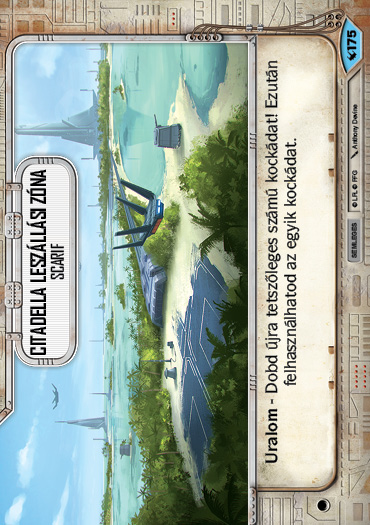 CITADELLA LESZÁLLÁSI ZÓNA
SCARIF
Uralom - Dobd újra tetszőleges számú kockádat! Ezután
felhasználhatod az egyik kockádat.
SEMLEGES
© LFL © FFG
Anthony Devine
175